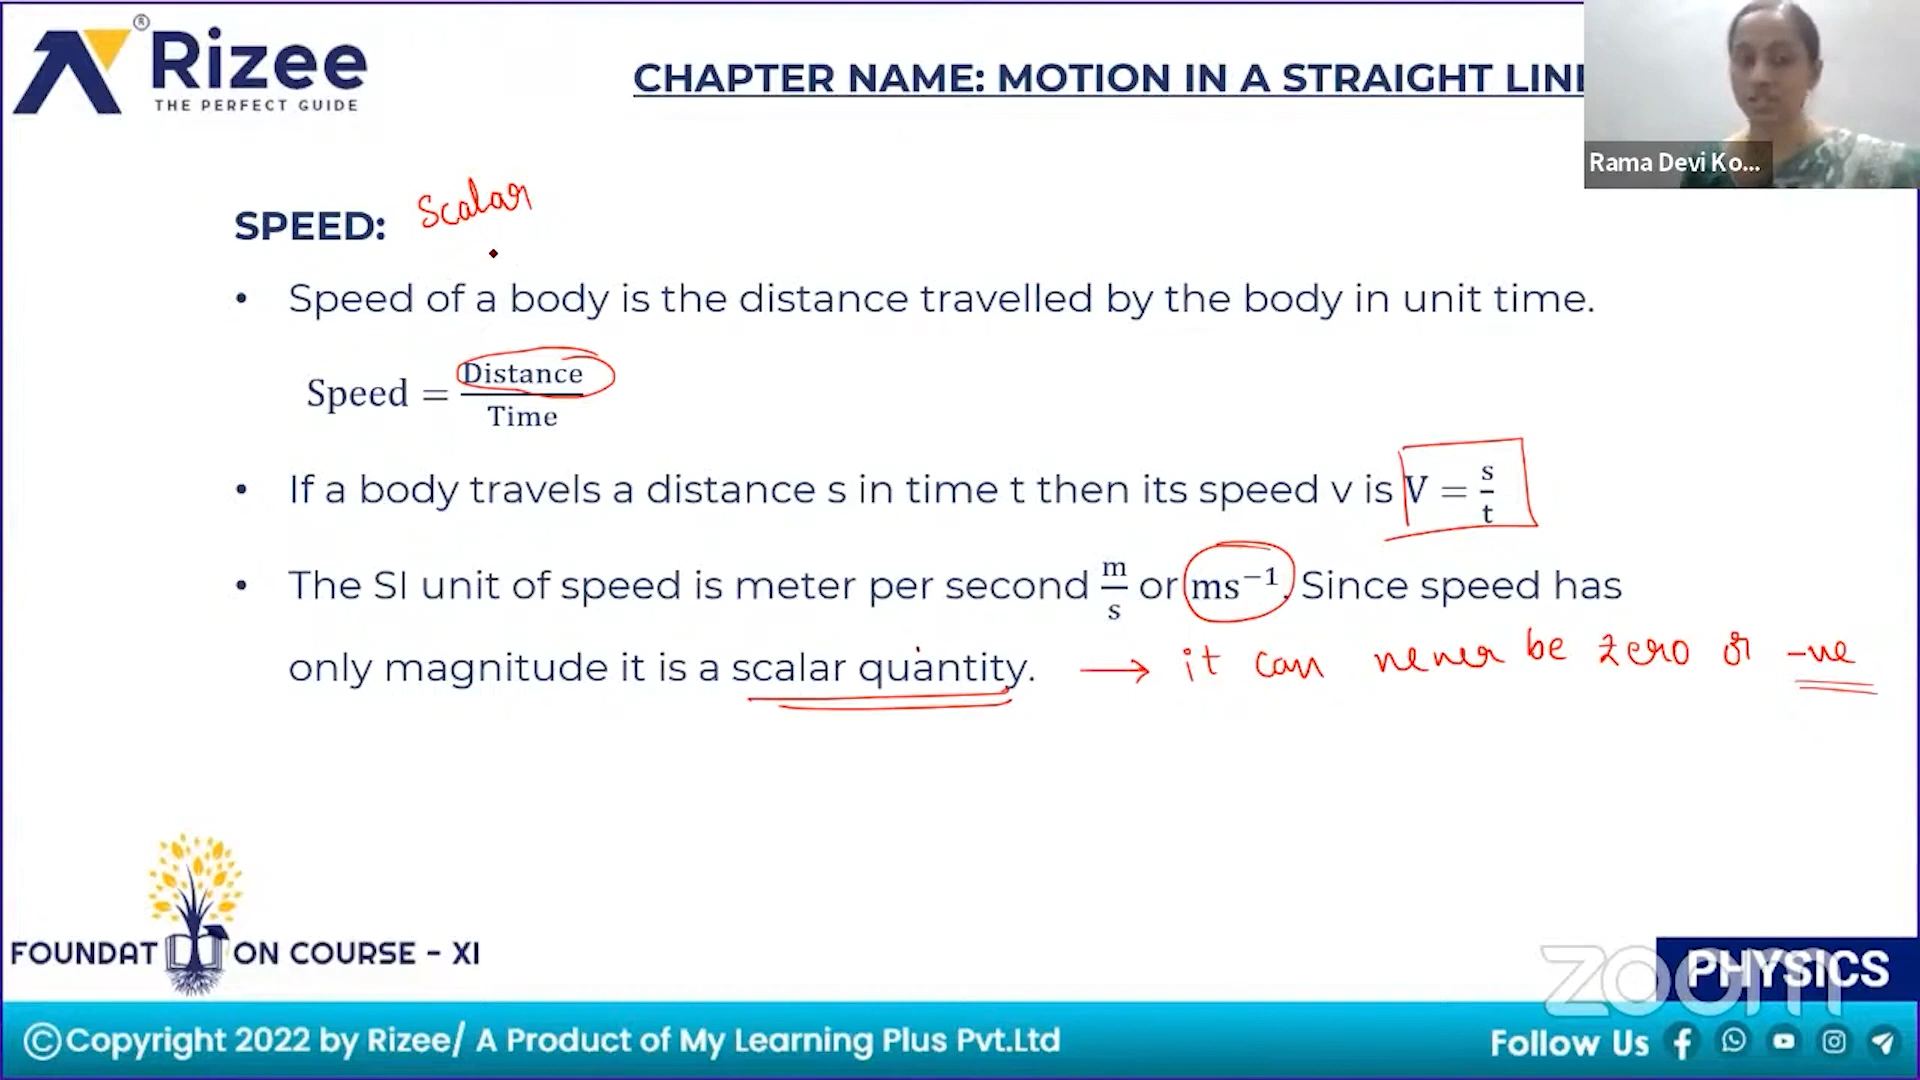 Rizee®
THE PERFECT GUIDE
CHAPTER NAME: MOTION IN A STRAIGHT LINE
Rama Devi Ko...
SPEED: Scalar
• Speed of a body is the distance travelled by the body in unit time.
Speed = Distance / Time
• If a body travels a distance s in time t then its speed v is V = s/t
• The SI unit of speed is meter per second m/s or ms⁻¹. Since speed has
only magnitude it is a scalar quantity. → it can never be zero or -ve
FOUNDAT ON COURSE - XI
PHYSICS
zoom
©Copyright 2022 by Rizee/ A Product of My Learning Plus Pvt.Ltd
Follow Us